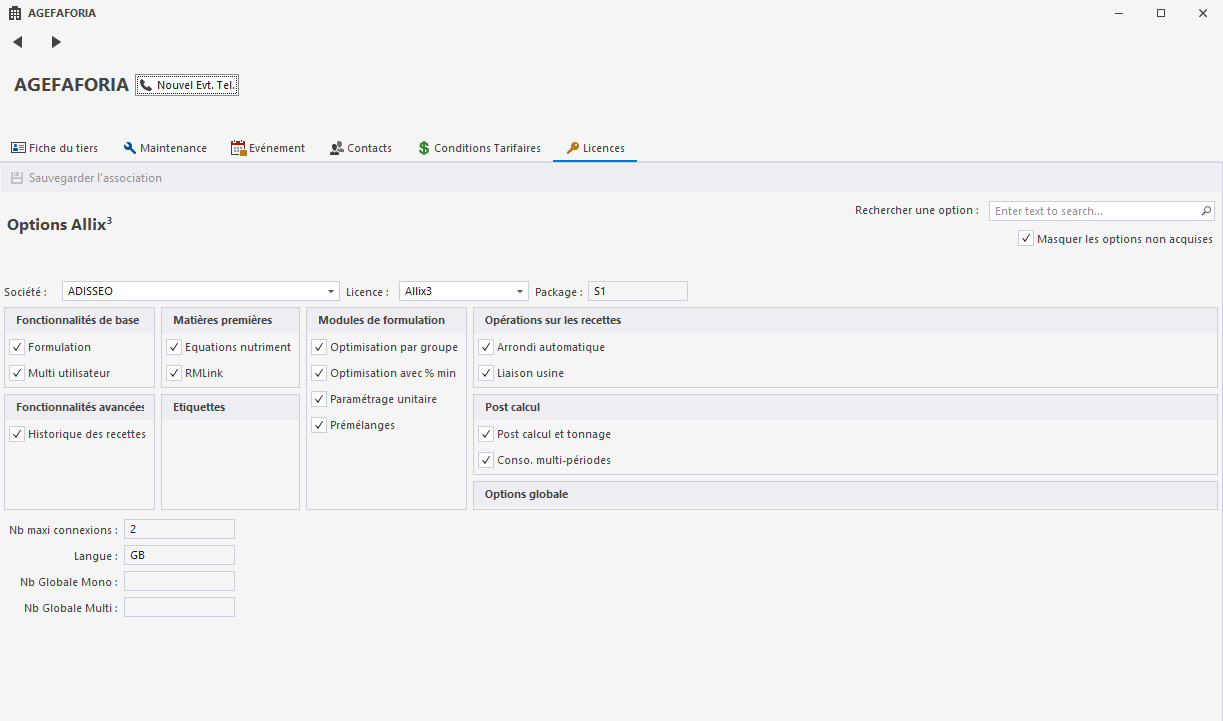 AGEFAFORIA
AGEFAFORIA
Nouvel Evt. Tel.
Fiche du tiers
Maintenance
Evénement
Contacts
Conditions Tarifaires
Licences
Sauvegarder l'association
Rechercher une option :
Enter text to search...
Options Allix³
Masquer les options non acquises
Société :
ADISSEO
Licence :
Allix3
Package :
S1
Fonctionnalités de base
Formulation
Multi utilisateur
Matières premières
Equations nutriment
RMLink
Modules de formulation
Optimisation par groupe
Optimisation avec % min
Paramétrage unitaire
Prémélanges
Opérations sur les recettes
Arrondi automatique
Liaison usine
Fonctionnalités avancées
Historique des recettes
Etiquettes
Post calcul
Post calcul et tonnage
Conso. multi-périodes
Options globale
Nb maxi connexions :
2
Langue :
GB
Nb Globale Mono :
Nb Globale Multi :